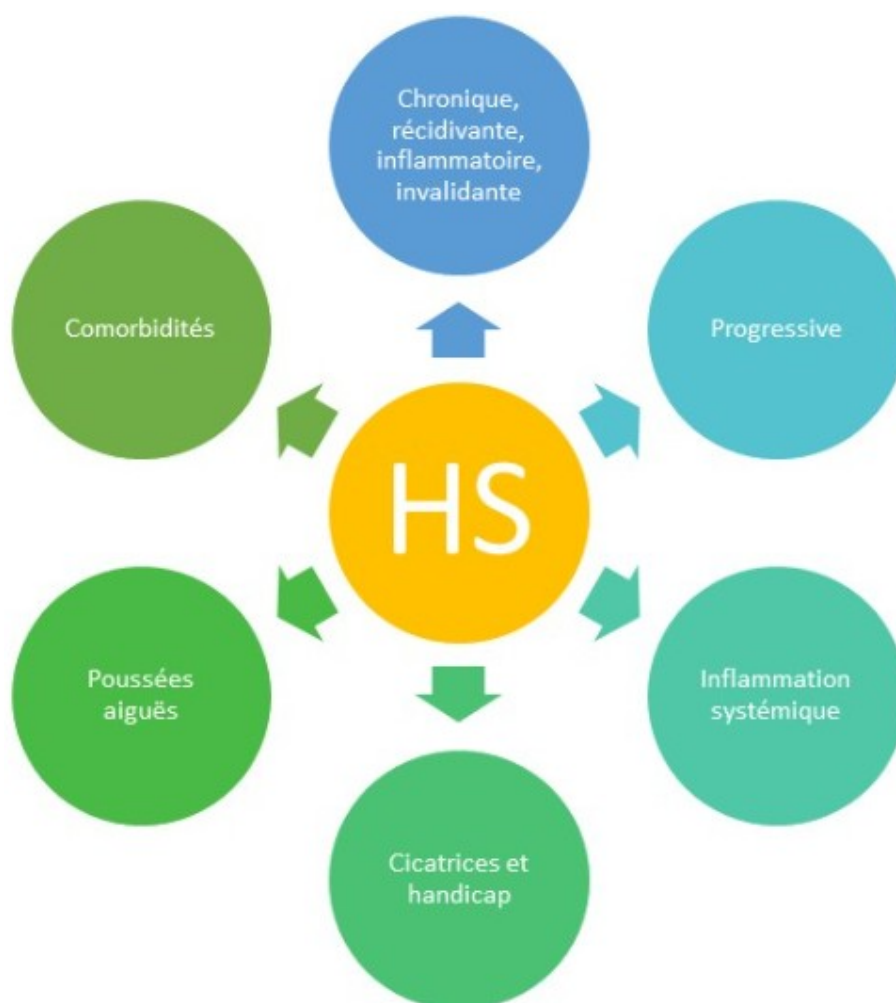 Chronique,
récidivante,
inflammatoire,
invalidante
Comorbidités
Progressive
HS
Poussées
aiguës
Inflammation
systémique
Cicatrices et
handicap